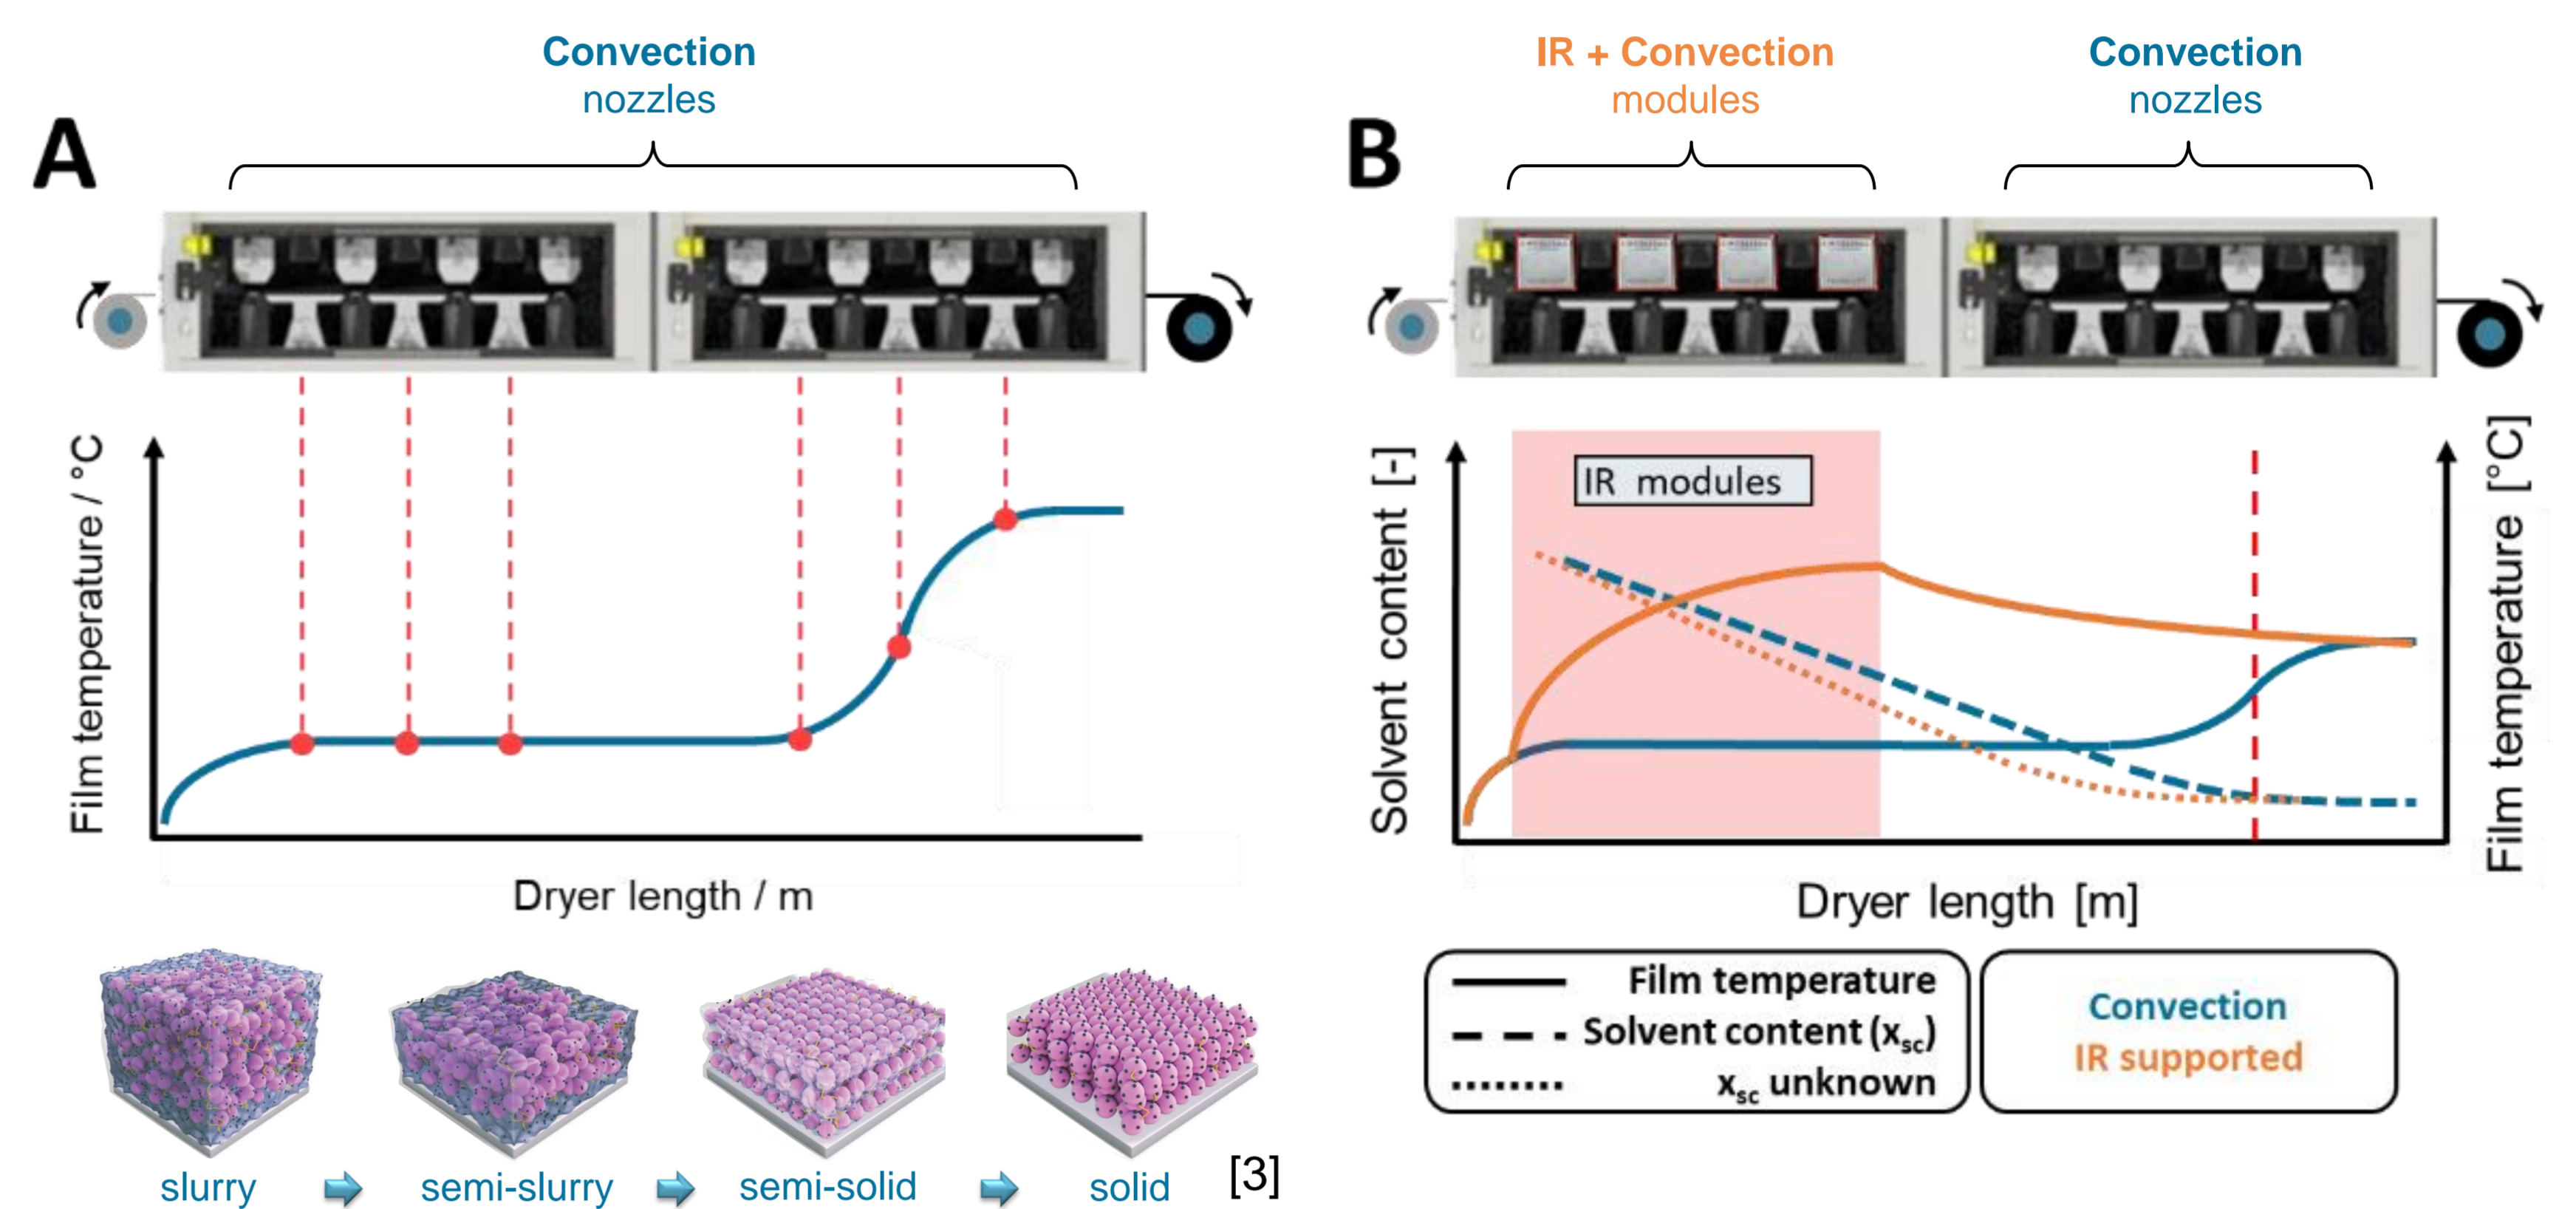 A
Convection
nozzles
Film temperature / °C
Dryer length / m
slurry
semi-slurry
semi-solid
solid
[3]
B
IR + Convection
modules
Convection
nozzles
Solvent content [-]
IR modules
Film temperature [°C]
Dryer length [m]
Film temperature
Solvent content (xsc)
xsc unknown
Convection
IR supported